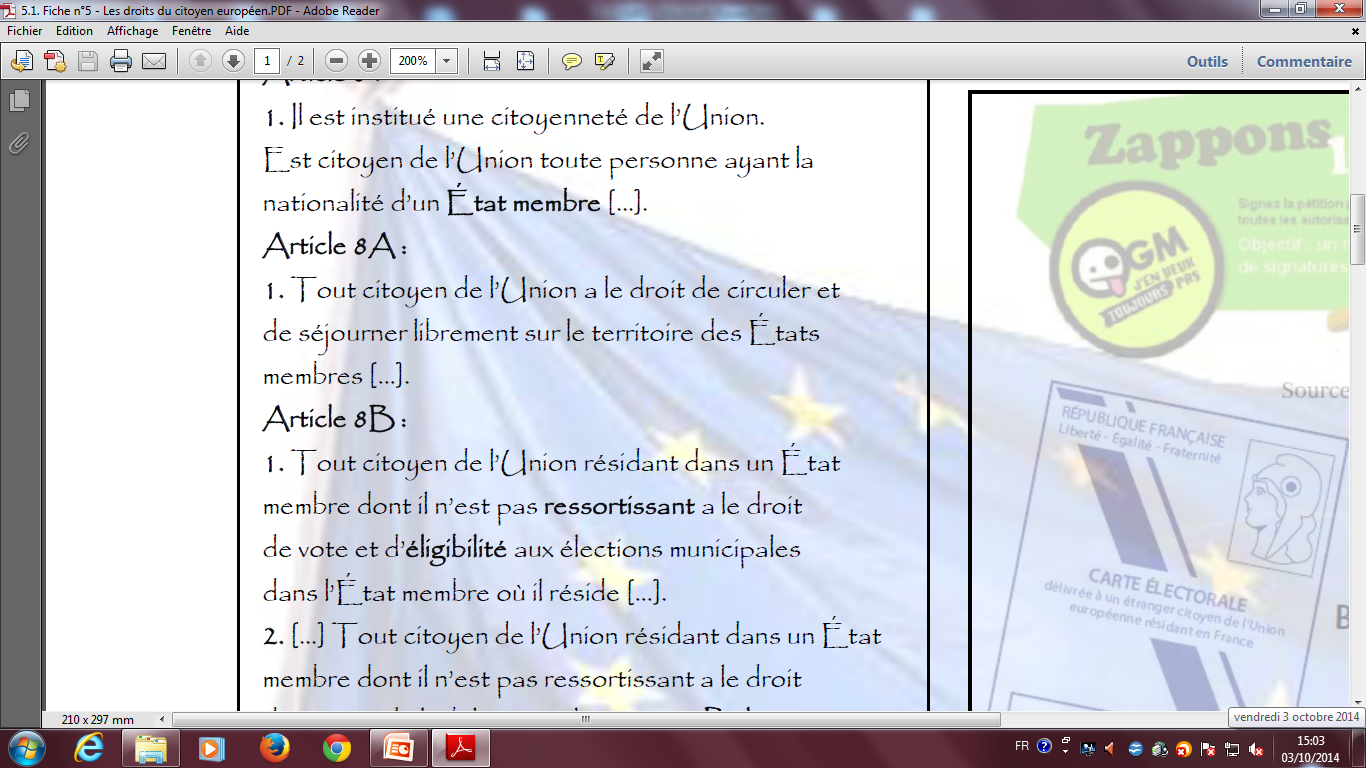 5.1. Fiche n°5 - Les droits du citoyen européen.PDF - Adobe Reader
Fichier Edition Affichage Fenêtre Aide
1 / 2 200% Outils Commentaire
1. Il est institué une citoyenneté de l'Union.
Est citoyen de l'Union toute personne ayant la
nationalité d'un État membre [...].
Article 8A :
1. Tout citoyen de l'Union a le droit de circuler et
de séjourner librement sur le territoire des États
membres [...].
Article 8B :
1. Tout citoyen de l'Union résidant dans un État
membre dont il n'est pas ressortissant a le droit
de vote et d'éligibilité aux élections municipales
dans l'État membre où il réside [...].
2. [...] Tout citoyen de l'Union résidant dans un État
membre dont il n'est pas ressortissant a le droit
Zappons
Signez la pétition
toutes les
Objectif : un
de signatures
OGM
J'EN VEUX
TOUJOURS PAS
Source
RÉPUBLIQUE FRANÇAISE
Liberté - Égalité - Fraternité
CARTE ÉLECTORALE
délivrée à un étranger citoyen de l'Union
européenne résidant en France
B
210 x 297 mm
vendredi 3 octobre 2014
FR
15:03
03/10/2014